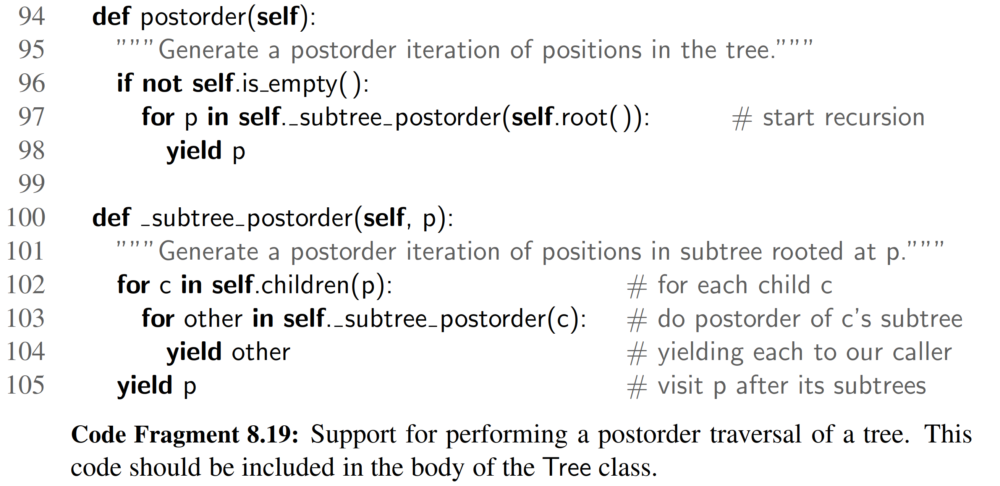 94 def postorder(self):
95 """Generate a postorder iteration of positions in the tree."""
96 if not self.is_empty():
97 for p in self._subtree_postorder(self.root()): # start recursion
98 yield p
99
100 def _subtree_postorder(self, p):
101 """Generate a postorder iteration of positions in subtree rooted at p."""
102 for c in self.children(p): # for each child c
103 for other in self._subtree_postorder(c): # do postorder of c's subtree
104 yield other # yielding each to our caller
105 yield p # visit p after its subtrees
Code Fragment 8.19: Support for performing a postorder traversal of a tree. This
code should be included in the body of the Tree class.